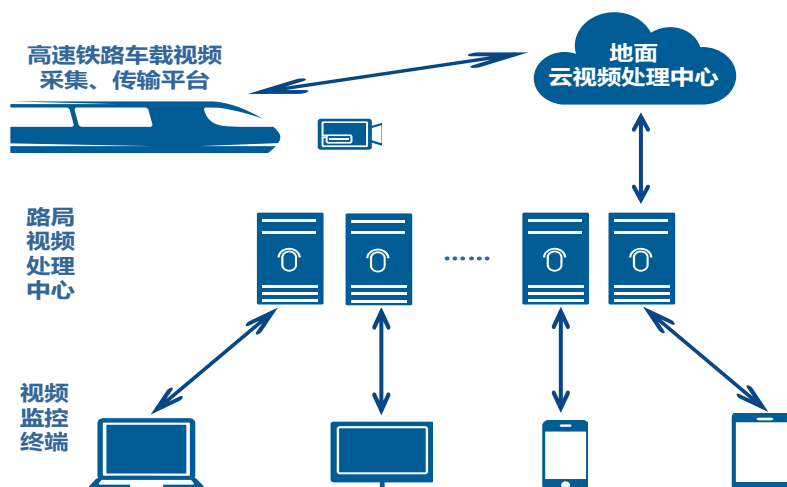 高速铁路车载视频
采集、传输平台
地面
云视频处理中心
路局
视频
处理
中心
……
视频
监控
终端